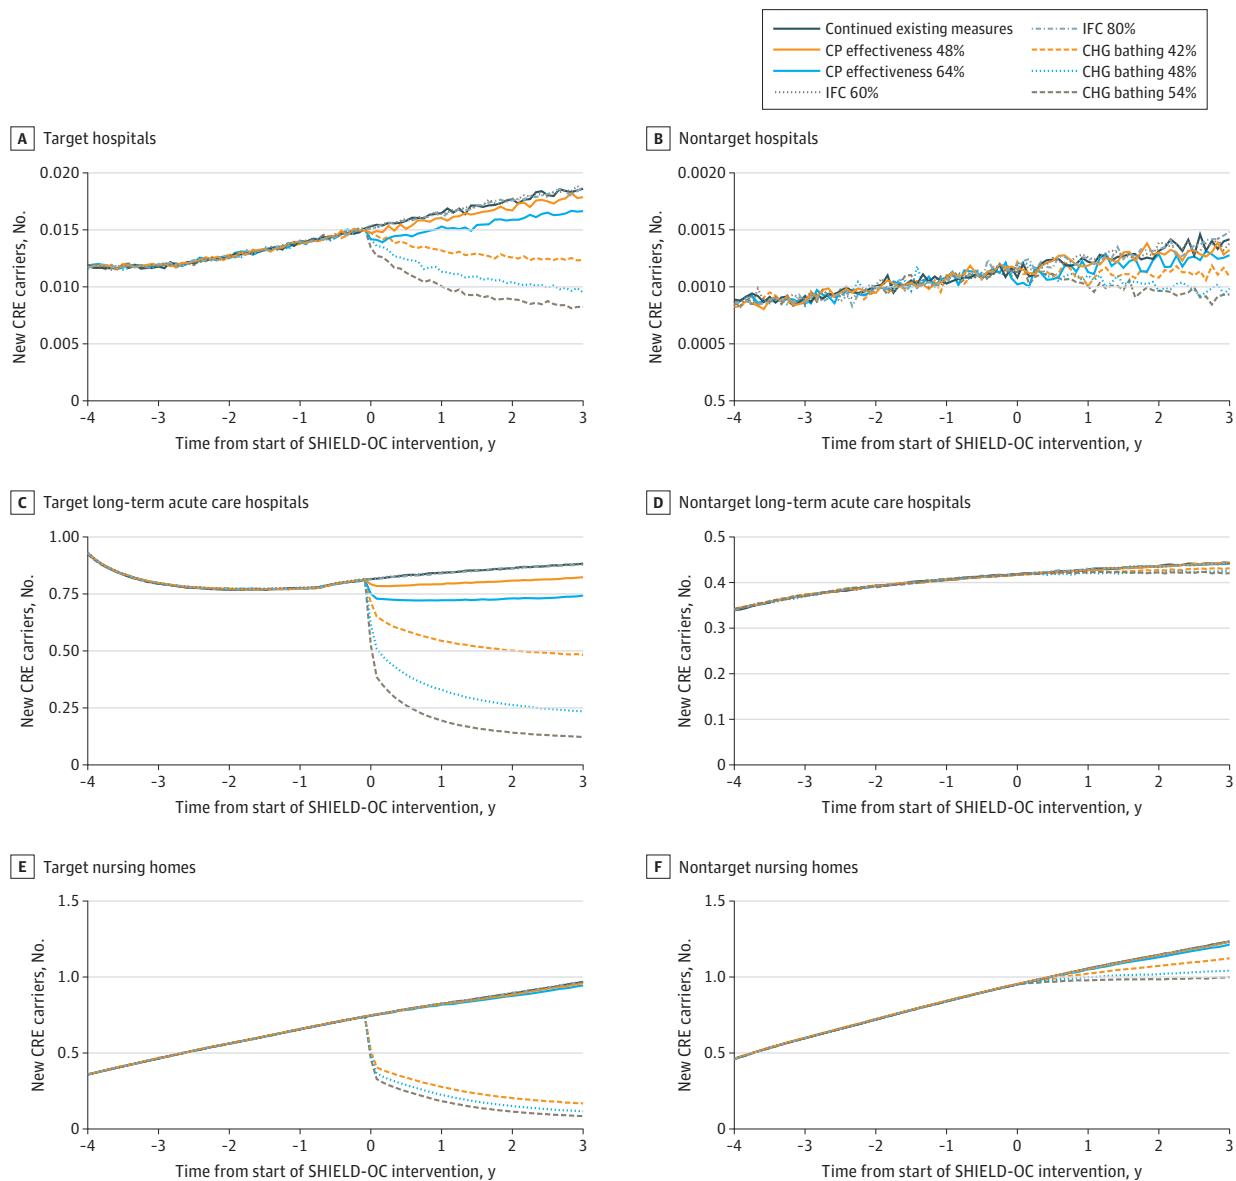 Continued existing measures
CP effectiveness 48%
CP effectiveness 64%
IFC 60%
IFC 80%
CHG bathing 42%
CHG bathing 48%
CHG bathing 54%
A Target hospitals
New CRE carriers, No.
0.020
0.015
0.010
0.005
0
-4 -3 -2 -1 0 1 2 3
Time from start of SHIELD-OC intervention, y
B Nontarget hospitals
New CRE carriers, No.
0.0020
0.0015
0.0010
0.0005
0.5
-4 -3 -2 -1 0 1 2 3
Time from start of SHIELD-OC intervention, y
C Target long-term acute care hospitals
New CRE carriers, No.
1.00
0.75
0.50
0.25
0
-4 -3 -2 -1 0 1 2 3
Time from start of SHIELD-OC intervention, y
D Nontarget long-term acute care hospitals
New CRE carriers, No.
0.5
0.4
0.3
0.2
0.1
0
-4 -3 -2 -1 0 1 2 3
Time from start of SHIELD-OC intervention, y
E Target nursing homes
New CRE carriers, No.
1.5
1.0
0.5
0
-4 -3 -2 -1 0 1 2 3
Time from start of SHIELD-OC intervention, y
F Nontarget nursing homes
New CRE carriers, No.
1.5
1.0
0.5
0
-4 -3 -2 -1 0 1 2 3
Time from start of SHIELD-OC intervention, y